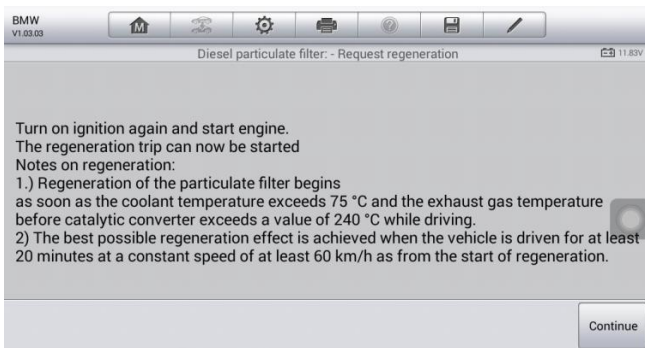 BMW
V1.03.03
M
Diesel particulate filter: - Request regeneration
11.83V
Turn on ignition again and start engine.
The regeneration trip can now be started
Notes on regeneration:
1.) Regeneration of the particulate filter begins
as soon as the coolant temperature exceeds 75 °C and the exhaust gas temperature
before catalytic converter exceeds a value of 240 °C while driving.
2) The best possible regeneration effect is achieved when the vehicle is driven for at least
20 minutes at a constant speed of at least 60 km/h as from the start of regeneration.
Continue